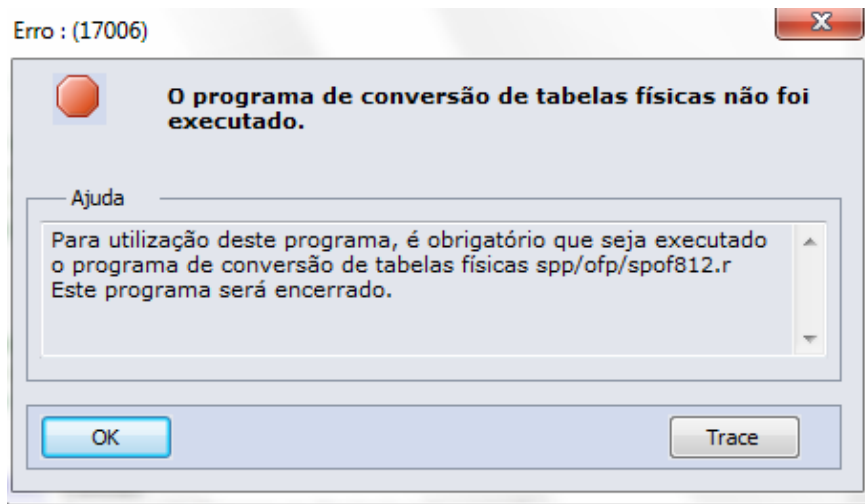 Erro : (17006)
O programa de conversão de tabelas físicas não foi
executado.
Ajuda
Para utilização deste programa, é obrigatório que seja executado
o programa de conversão de tabelas físicas spp/ofp/spof812.r
Este programa será encerrado.
OK
Trace